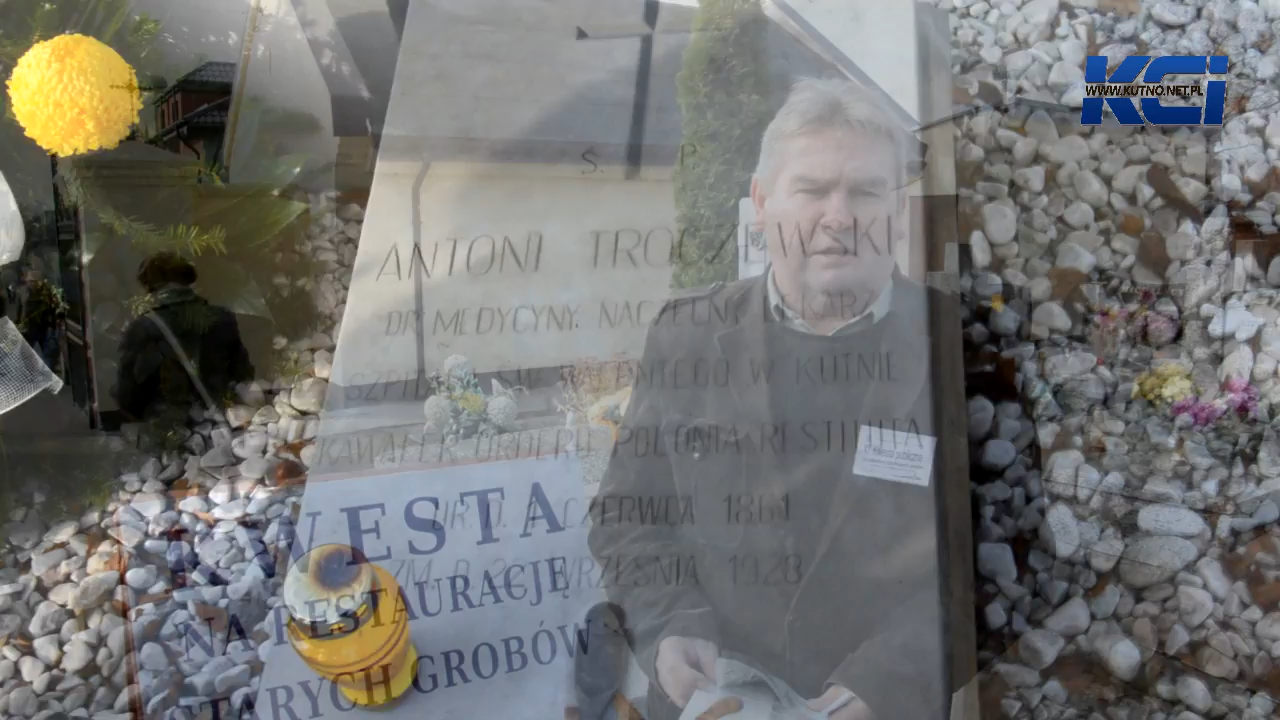 KCi
WWW.KUTNO.NET.PL
Ś. P.
ANTONI TROCZEWSKI
DR MEDYCYNY. NACZELNY LEKARZ
SZPITALA ŚW. WALENTEGO W KUTNIE
KAWALER ORDERU POLONIA RESTITUTA
UR. D. CZERWCA 1861
ZM. D. 2 WRZEŚNIA 1928
KWESTA
NA RESTAURACJĘ
STARYCH GROBÓW